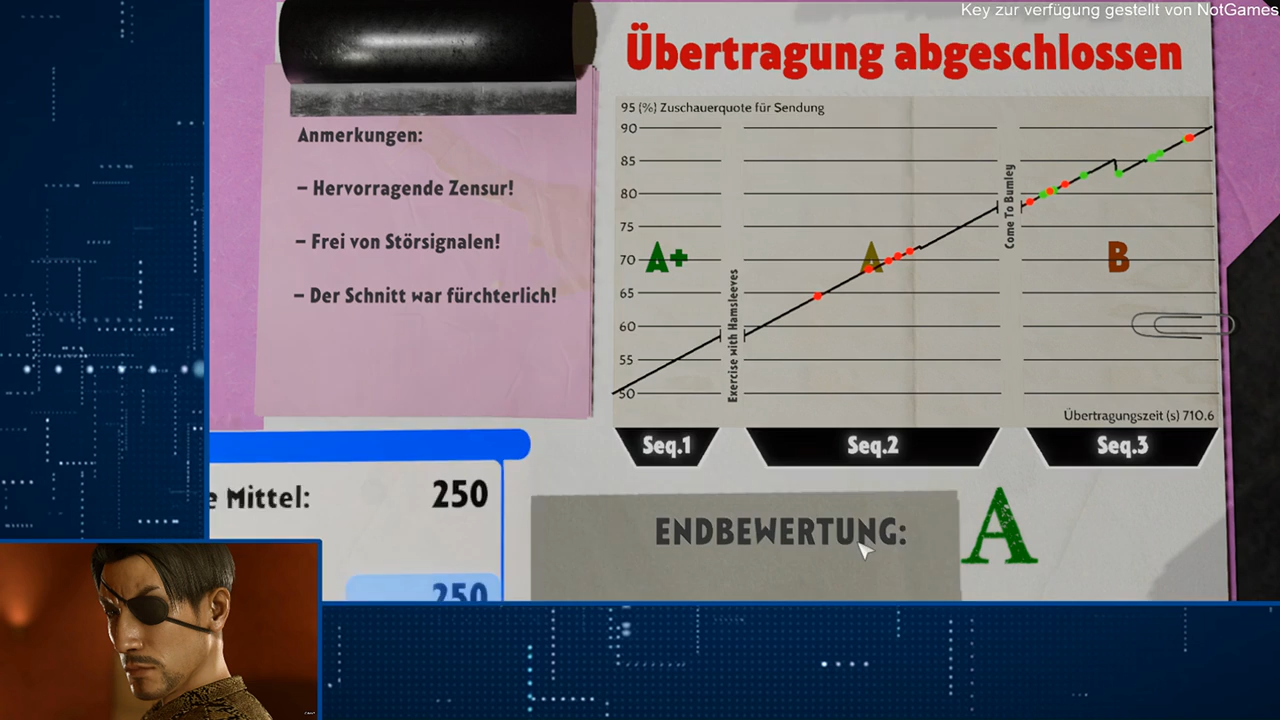 Key zur verfügung gestellt von NotGames
Übertragung abgeschlossen
Anmerkungen:
– Hervorragende Zensur!
– Frei von Störsignalen!
– Der Schnitt war fürchterlich!
95 (%) Zuschauerquote für Sendung
90
85
80
75
70
65
60
55
50
A+
Exercise with Hamsleeves
A
Come To Bumley
B
Übertragungszeit (s) 710.6
Seq.1
Seq.2
Seq.3
e Mittel: 250
250
ENDBEWERTUNG: A